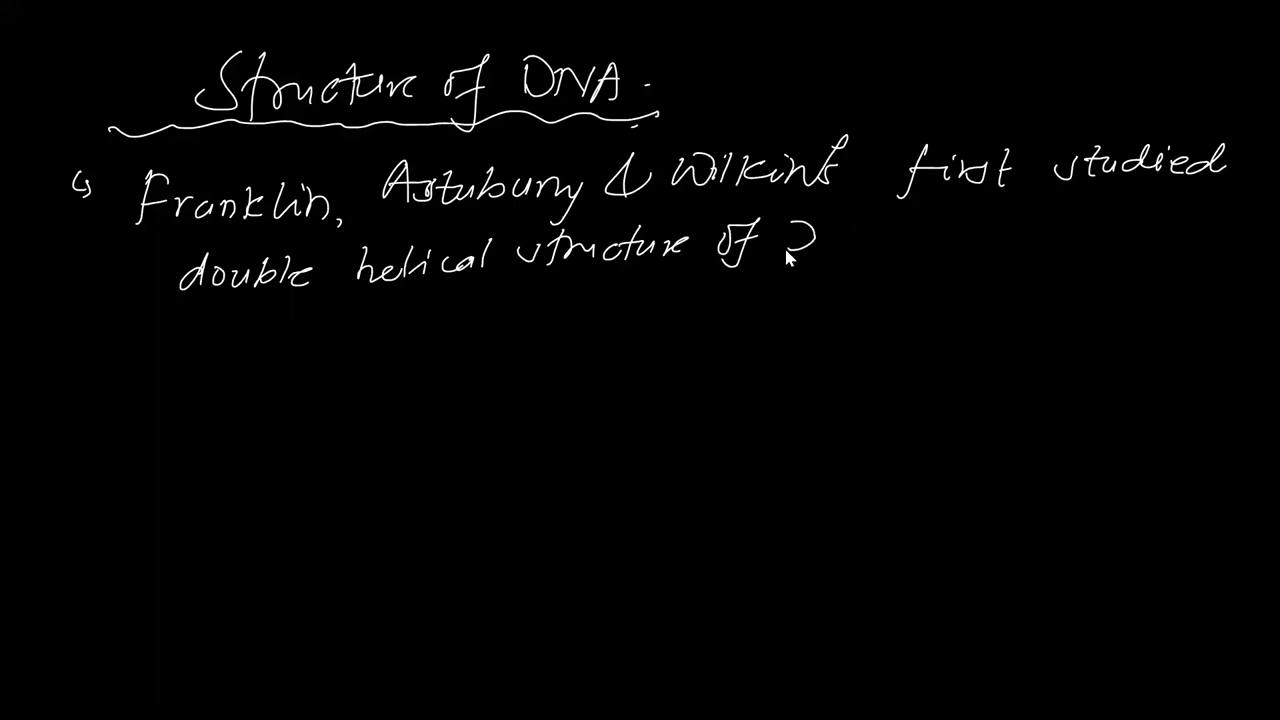 Structure of DNA.
↳ Franklin, Astubury & Wilkins first studied
double helical structure of